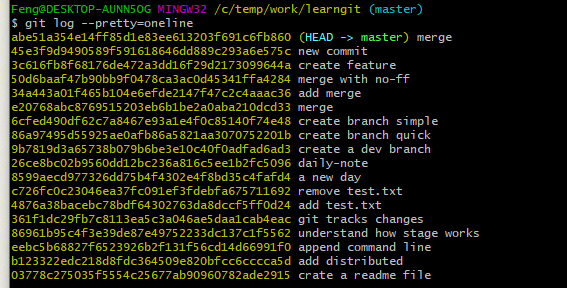 Feng@DESKTOP-AUNN5OG MINGW32 /c/temp/work/learngit (master)
$ git log --pretty=oneline
abe51a354e14ff85d1e83ee613203f691c6fb860 (HEAD -> master) merge
45e3f9d9490589f591618646dd889c293a6e575c new commit
3c616fb8f68176de472a3dd16f29d2173099644a create feature
50d6baaf47b90bb9f0478ca3ac0d45341ffa4284 merge with no-ff
34a443a01f465b104e6efde2147f47c2c4aaac36 add merge
e20768abc8769515203eb6b1be2a0aba210dcd33 merge
6cfed490df62c7a8467e93a1e4f0c85140f74e48 create branch simple
86a97495d55925ae0afb86a5821aa3070752201b create branch quick
9b7819d3a65738b079b6be3e10c40f0adfad6ad3 create a dev branch
26ce8bc02b9560dd12bc236a816c5ee1b2fc5096 daily-note
8599aecd977326dd75b4f4302e4f8bd35c4fafd4 a new day
c726fc0c23046ea37fc091ef3fdebfa675711692 remove test.txt
4876a38bacebc78bdf64302763da8dccf5ff0d24 add test.txt
361f1dc29fb7c8113ea5c3a046ae5daa1cab4eac git tracks changes
86961b95c4f3e39de87e49752233dc137c1f5562 understand how stage works
eebc5b68827f6523926b2f131f56cd14d66991f0 append command line
b123322edc218d8fdc364509e820bfcc6cccca5d add distributed
03778c275035f5554c25677ab90960782ade2915 crate a readme file